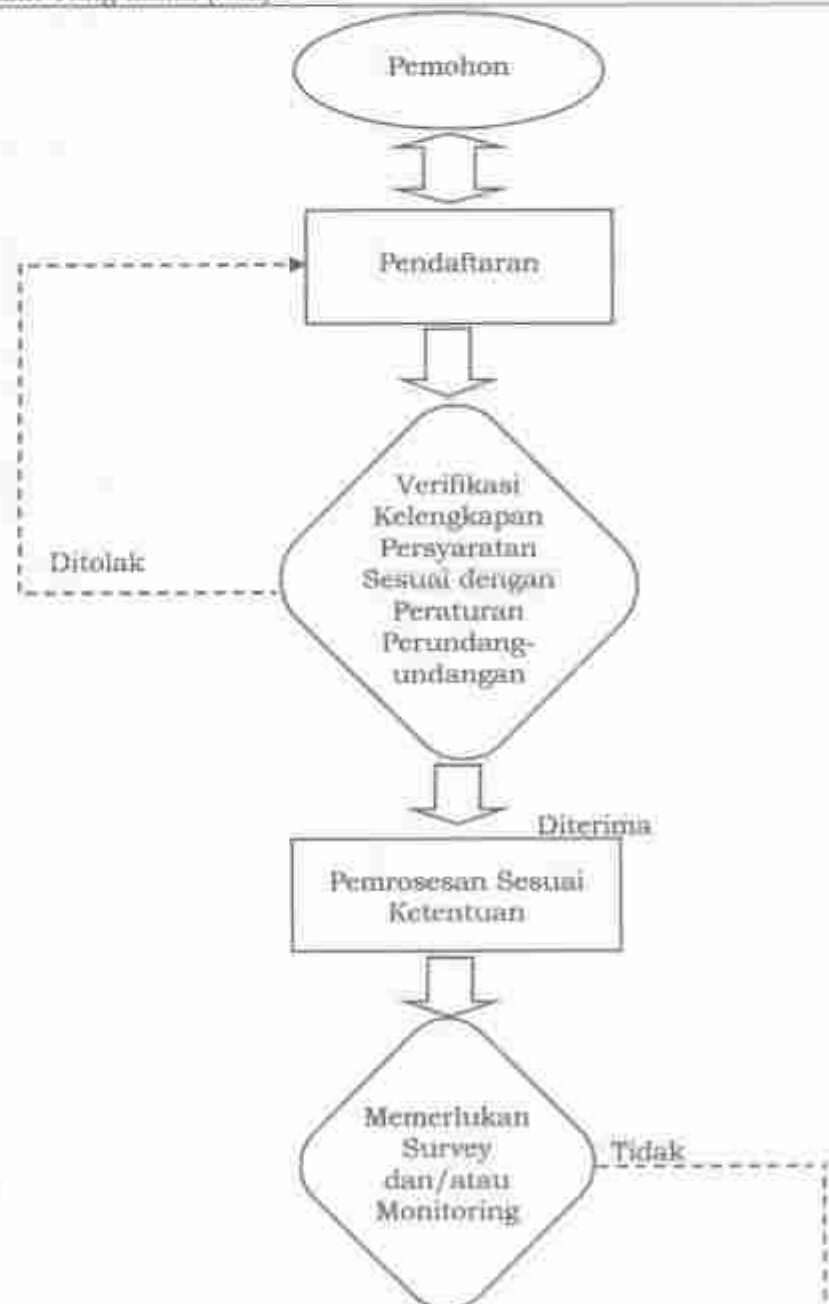 Pemohon
Pendaftaran
Verifikasi
Kelengkapan
Persyaratan
Sesuai dengan
Peraturan
Perundang-
undangan
Ditolak
Diterima
Pemrosesan Sesuai
Ketentuan
Memerlukan
Survey
dan/atau
Monitoring
Tidak